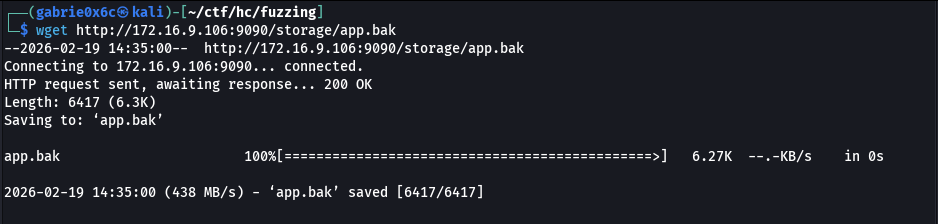 ┌──(gabrie0x6c㉿kali)-[~/ctf/hc/fuzzing]
└─$ wget http://172.16.9.106:9090/storage/app.bak
--2026-02-19 14:35:00--  http://172.16.9.106:9090/storage/app.bak
Connecting to 172.16.9.106:9090... connected.
HTTP request sent, awaiting response... 200 OK
Length: 6417 (6.3K)
Saving to: ‘app.bak’
app.bak 100%[=============================================>] 6.27K --.-KB/s in 0s
2026-02-19 14:35:00 (438 MB/s) - ‘app.bak’ saved [6417/6417]